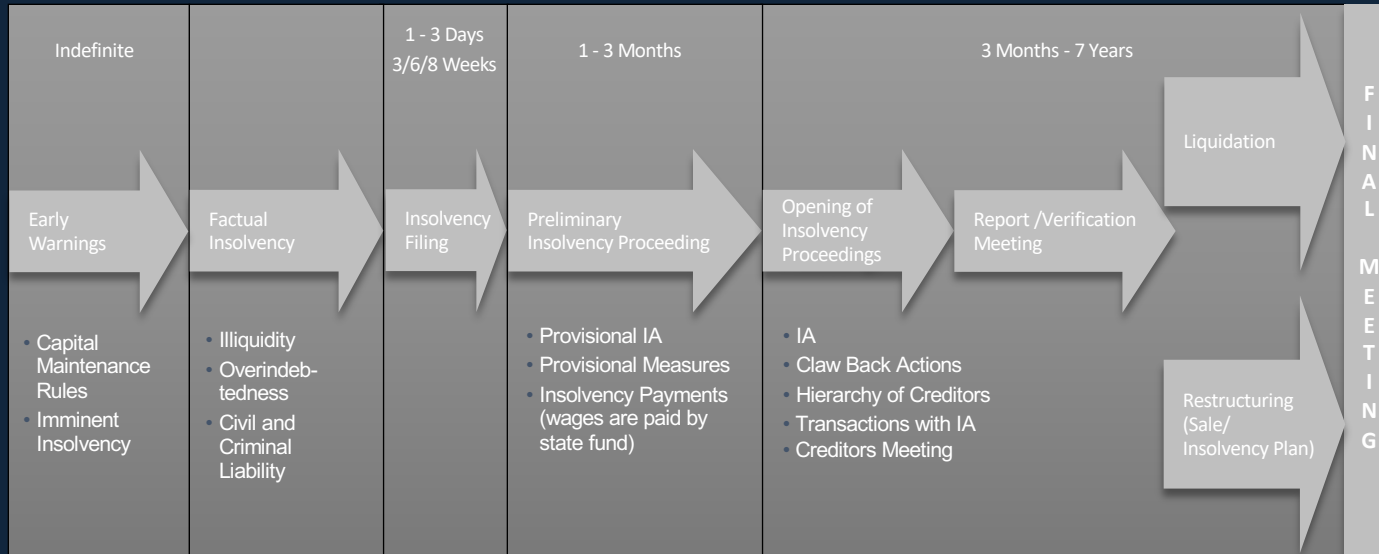 Indefinite
1 - 3 Days
3/6/8 Weeks
1 - 3 Months
3 Months - 7 Years
Early
Warnings
Factual
Insolvency
Insolvency
Filing
Preliminary
Insolvency Proceeding
Opening of
Insolvency
Proceedings
Report /Verification
Meeting
Liquidation
Restructuring
(Sale/
Insolvency Plan)
• Capital
Maintenance
Rules
• Imminent
Insolvency
• Illiquidity
• Overindeb-
tedness
• Civil and
Criminal
Liability
• Provisional IA
• Provisional Measures
• Insolvency Payments
(wages are paid by
state fund)
• IA
• Claw Back Actions
• Hierarchy of Creditors
• Transactions with IA
• Creditors Meeting
FINAL MEETING